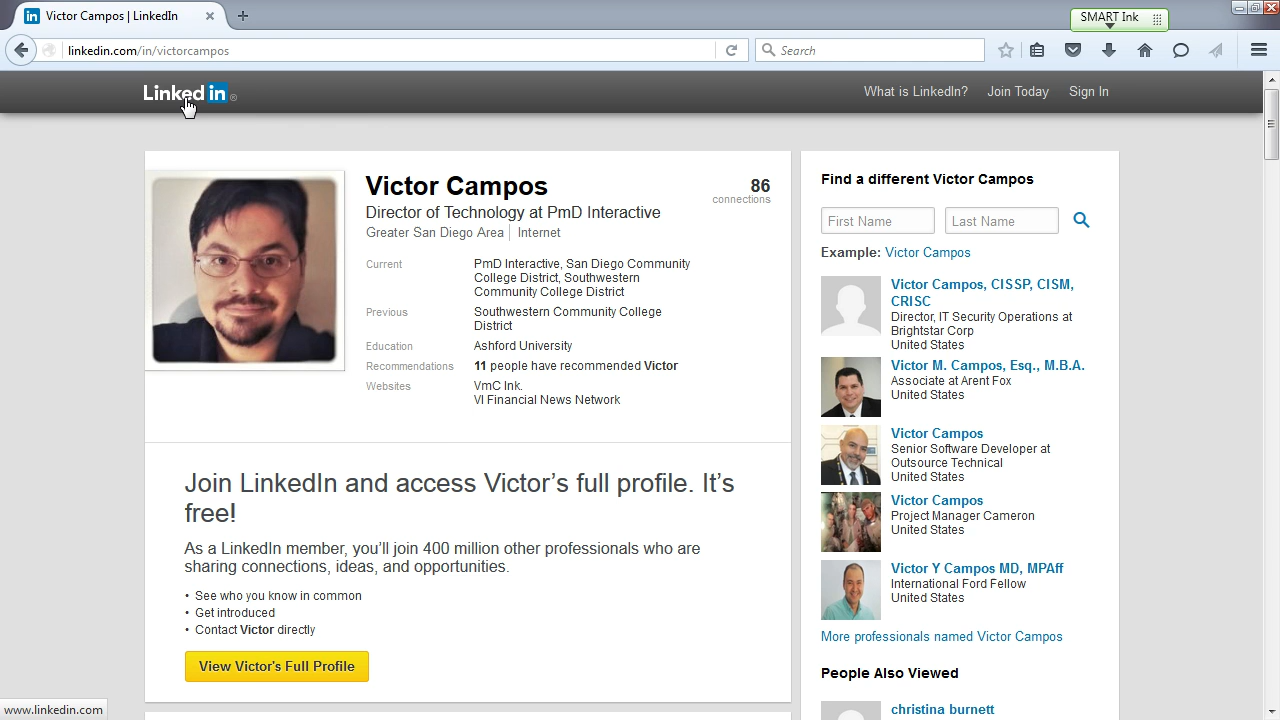 Victor Campos | LinkedIn
SMART Ink
linkedin.com/in/victorcampos
Search
Linked in ®
What is LinkedIn?
Join Today
Sign In
Victor Campos
86
connections
Director of Technology at PmD Interactive
Greater San Diego Area
Internet
Current
PmD Interactive, San Diego Community
College District, Southwestern
Community College District
Previous
Southwestern Community College
District
Education
Ashford University
Recommendations
11 people have recommended Victor
Websites
VmC Ink.
VI Financial News Network
Join LinkedIn and access Victor’s full profile. It’s
free!
As a LinkedIn member, you’ll join 400 million other professionals who are
sharing connections, ideas, and opportunities.
• See who you know in common
• Get introduced
• Contact Victor directly
View Victor's Full Profile
Find a different Victor Campos
First Name
Last Name
Example: Victor Campos
Victor Campos, CISSP, CISM,
CRISC
Director, IT Security Operations at
Brightstar Corp
United States
Victor M. Campos, Esq., M.B.A.
Associate at Arent Fox
United States
Victor Campos
Senior Software Developer at
Outsource Technical
United States
Victor Campos
Project Manager Cameron
United States
Victor Y Campos MD, MPAff
International Ford Fellow
United States
More professionals named Victor Campos
People Also Viewed
christina burnett
www.linkedin.com